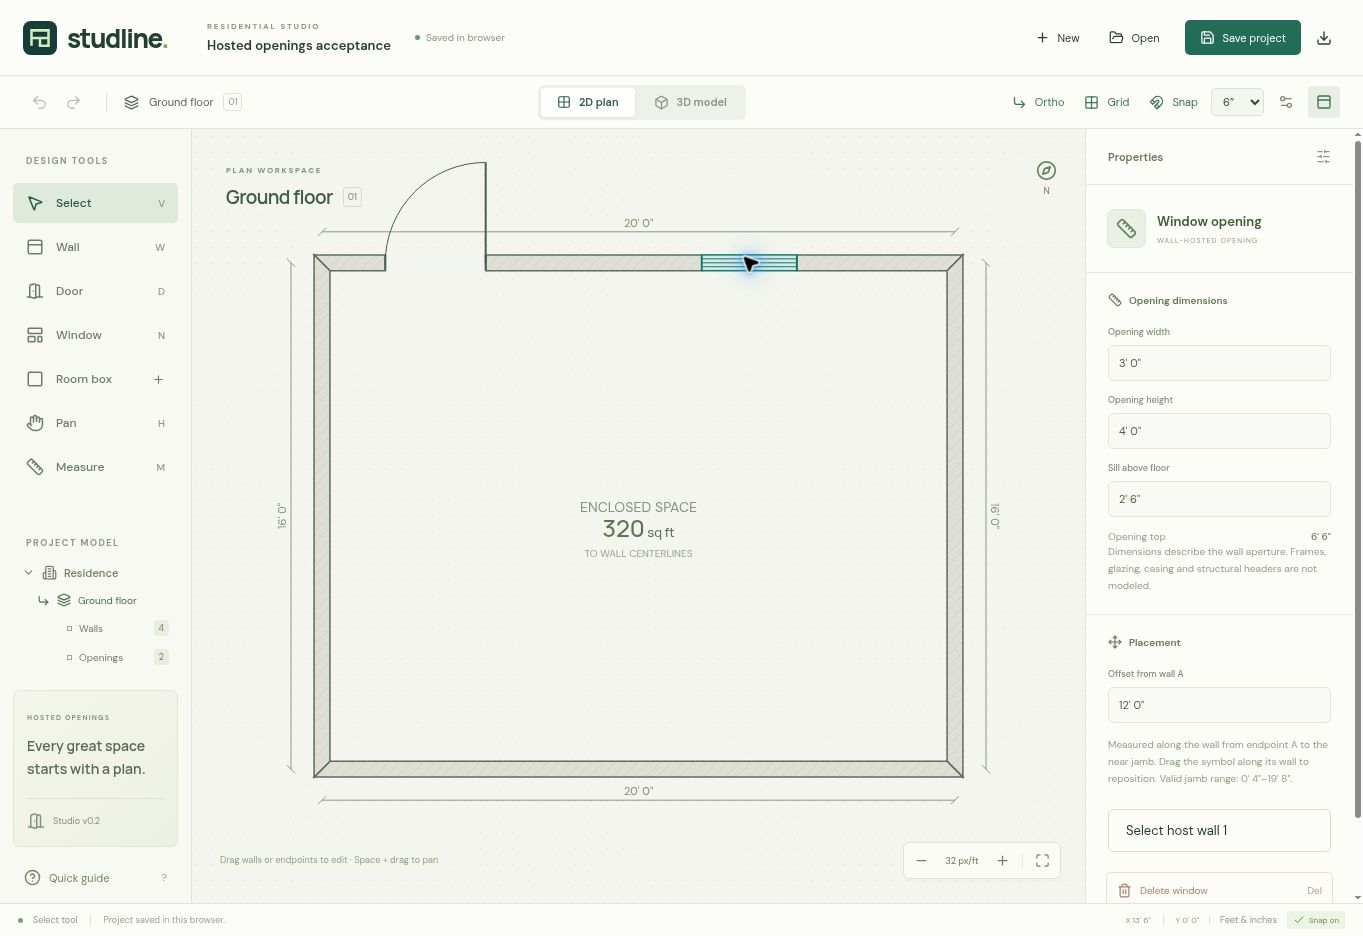 studline.
RESIDENTIAL STUDIO
Hosted openings acceptance
Saved in browser
New
Open
Save project
Ground floor 01
2D plan
3D model
Ortho
Grid
Snap
6"
DESIGN TOOLS
Select V
Wall W
Door D
Window N
Room box +
Pan H
Measure M
PROJECT MODEL
Residence
Ground floor
Walls 4
Openings 2
HOSTED OPENINGS
Every great space
starts with a plan.
Studio v0.2
Quick guide ?
PLAN WORKSPACE
Ground floor 01
N
20' 0"
16' 0"
16' 0"
ENCLOSED SPACE
320 sq ft
TO WALL CENTERLINES
20' 0"
Drag walls or endpoints to edit · Space + drag to pan
32 px/ft
Properties
Window opening
WALL-HOSTED OPENING
Opening dimensions
Opening width
3' 0"
Opening height
4' 0"
Sill above floor
2' 6"
Opening top 6' 6"
Dimensions describe the wall aperture. Frames,
glazing, casing and structural headers are not
modeled.
Placement
Offset from wall A
12' 0"
Measured along the wall from endpoint A to the
near jamb. Drag the symbol along its wall to
reposition. Valid jamb range: 0' 4"–19' 8".
Select host wall 1
Delete window Del
Select tool
Project saved in this browser.
X 13' 6"
Y 0' 0"
Feet & inches
Snap on